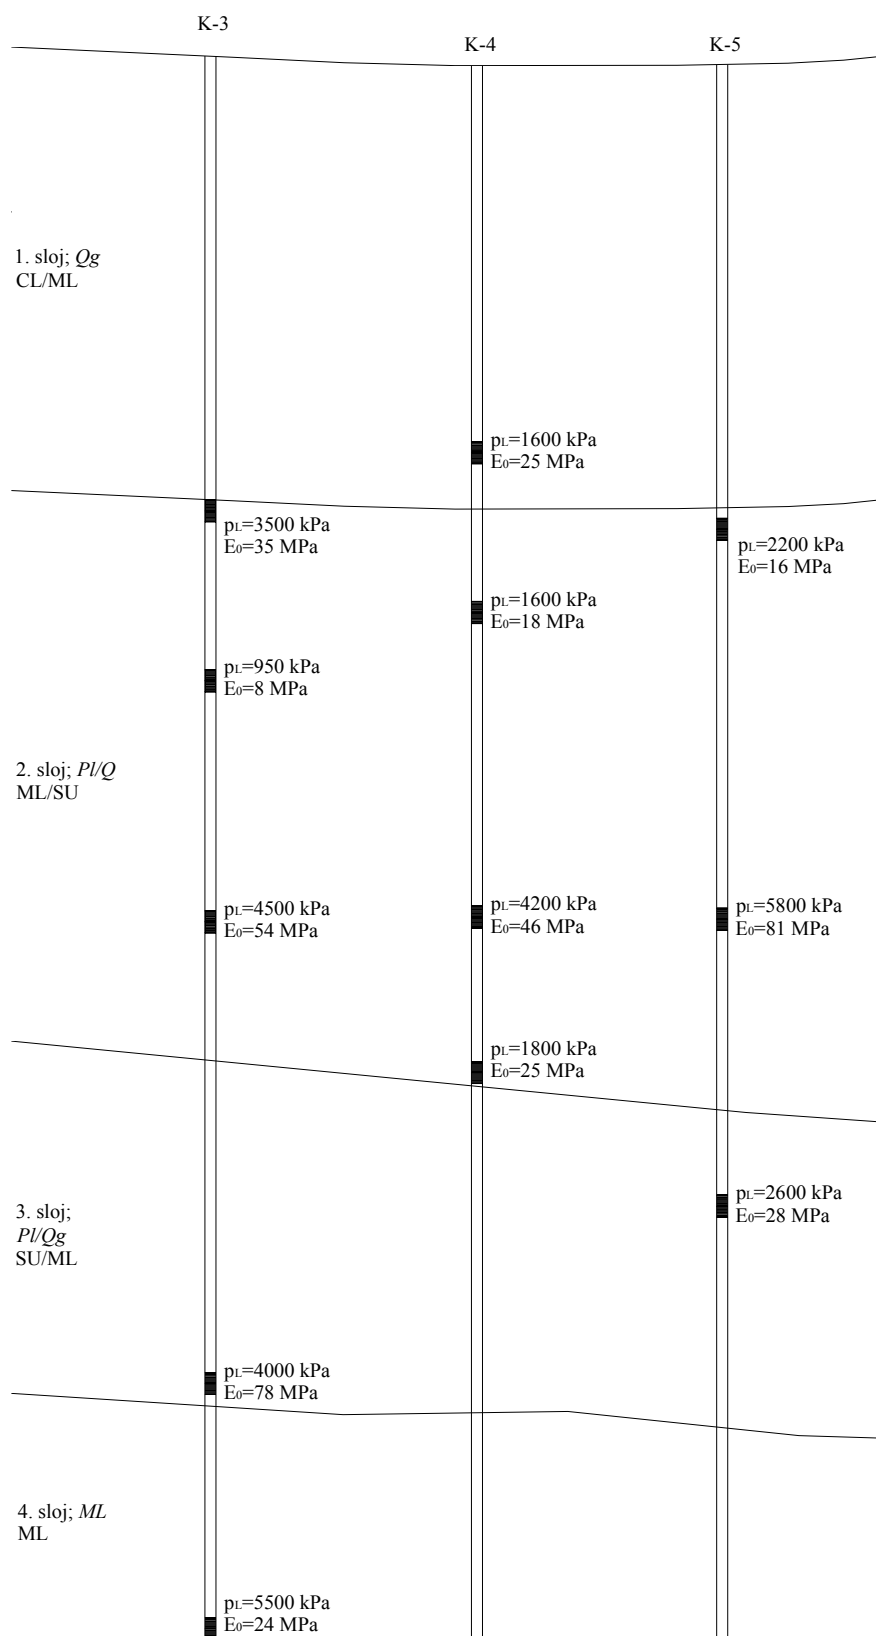 K-3
K-4
K-5
1. sloj; Qg
CL/ML
pL=1600 kPa
E0=25 MPa
pL=3500 kPa
E0=35 MPa
pL=2200 kPa
E0=16 MPa
pL=1600 kPa
E0=18 MPa
pL=950 kPa
E0=8 MPa
2. sloj; Pl/Q
ML/SU
pL=4500 kPa
E0=54 MPa
pL=4200 kPa
E0=46 MPa
pL=5800 kPa
E0=81 MPa
pL=1800 kPa
E0=25 MPa
pL=2600 kPa
E0=28 MPa
3. sloj;
Pl/Qg
SU/ML
pL=4000 kPa
E0=78 MPa
4. sloj; ML
ML
pL=5500 kPa
E0=24 MPa